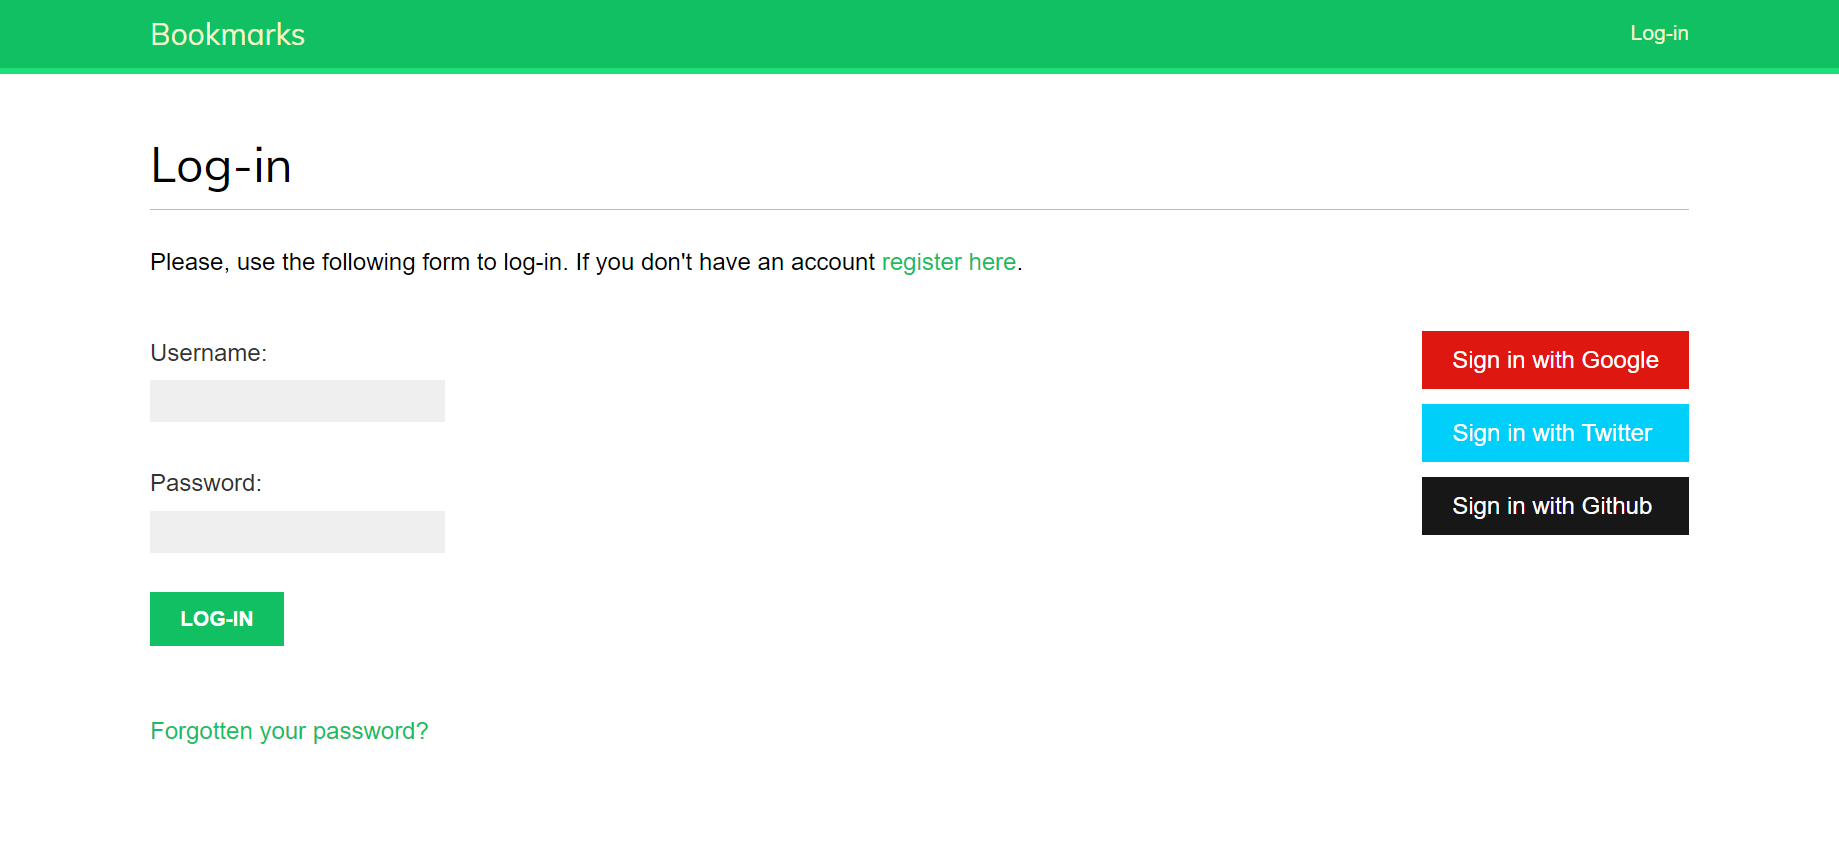 Bookmarks
Log-in
Log-in
Please, use the following form to log-in. If you don't have an account register here.
Username:
Password:
LOG-IN
Forgotten your password?
Sign in with Google
Sign in with Twitter
Sign in with Github